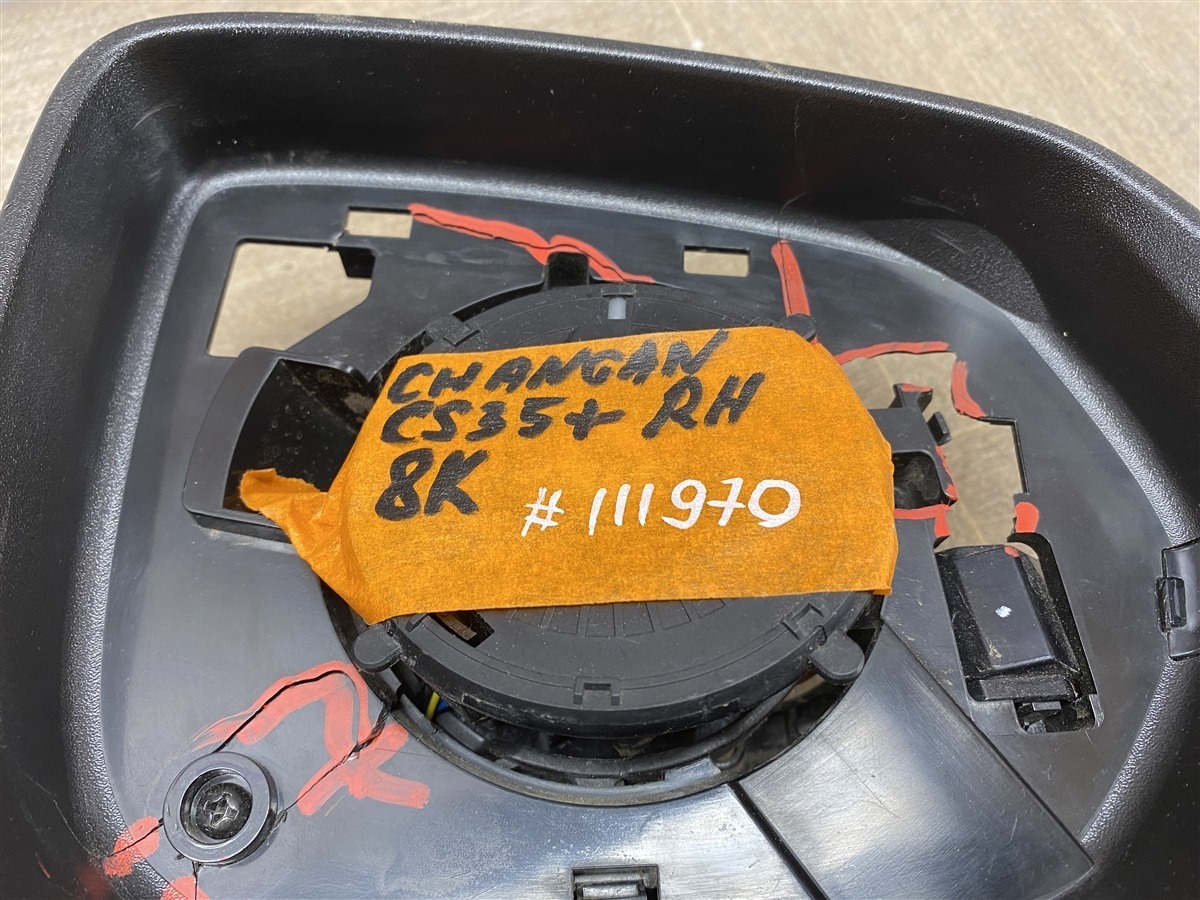 CHANGAN
CS35+ RH
8K #111970